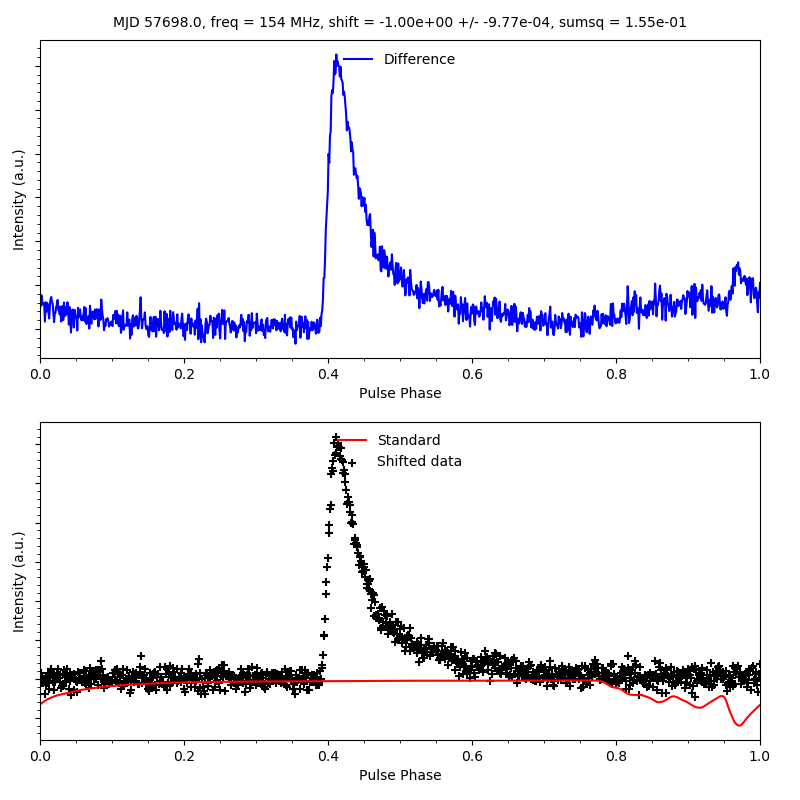 MJD 57698.0, freq = 154 MHz, shift = -1.00e+00 +/- -9.77e-04, sumsq = 1.55e-01
Difference
Intensity (a.u.)
0.0 0.2 0.4 0.6 0.8 1.0
Pulse Phase
Standard
Shifted data
Intensity (a.u.)
0.0 0.2 0.4 0.6 0.8 1.0
Pulse Phase